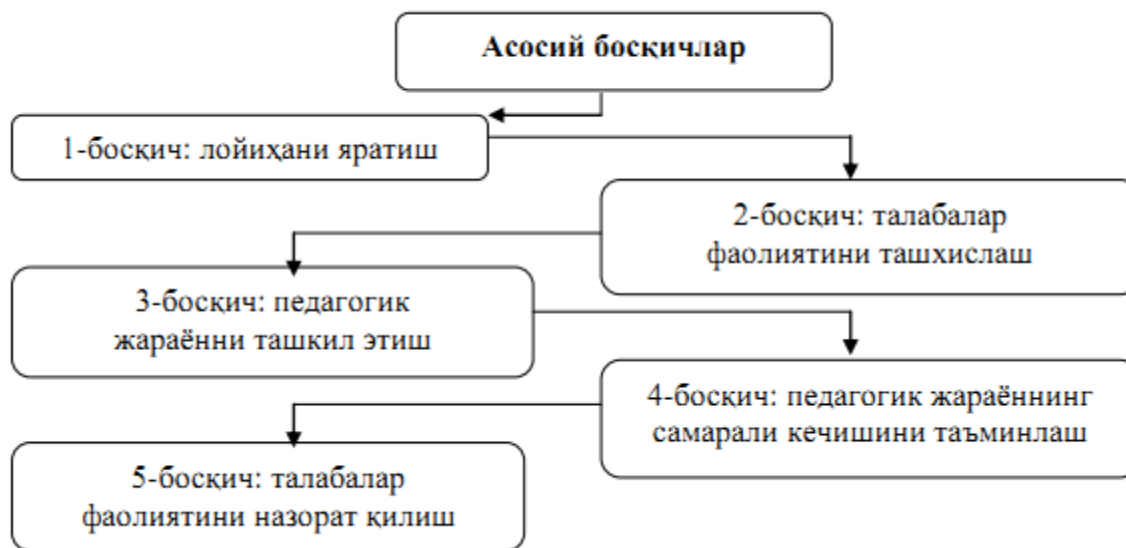 Асосий босқичлар
1-босқич: лойиҳани яратиш
2-босқич: талабалар
фаолиятини ташхислаш
3-босқич: педагогик
жараённи ташкил этиш
4-босқич: педагогик жараённинг
самарали кечишини таъминлаш
5-босқич: талабалар
фаолиятини назорат қилиш